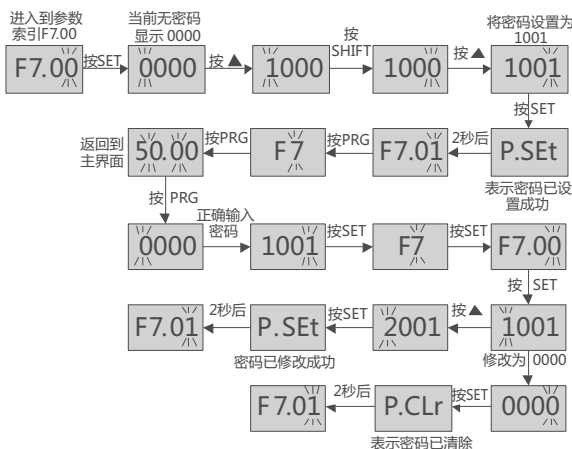 进入到参数
索引F7.00
当前无密码
显示 0000
将密码设置为
1001
F7.00
按SET
0000
按 ▲
1000
按
SHIFT
1000
按▲
1001
按SET
返回到
主界面
50.00
按PRG
F7
按PRG
F7.01
2秒后
P.SEt
表示密码已设
置成功
按 PRG
0000
正确输入
密码
1001
按SET
F7
按SET
F7.00
按 SET
F7.01
2秒后
P.SEt
按SET
2001
按▲
1001
密码已修改成功
修改为 0000
F7.01
2秒后
P.CLr
按SET
0000
表示密码已清除